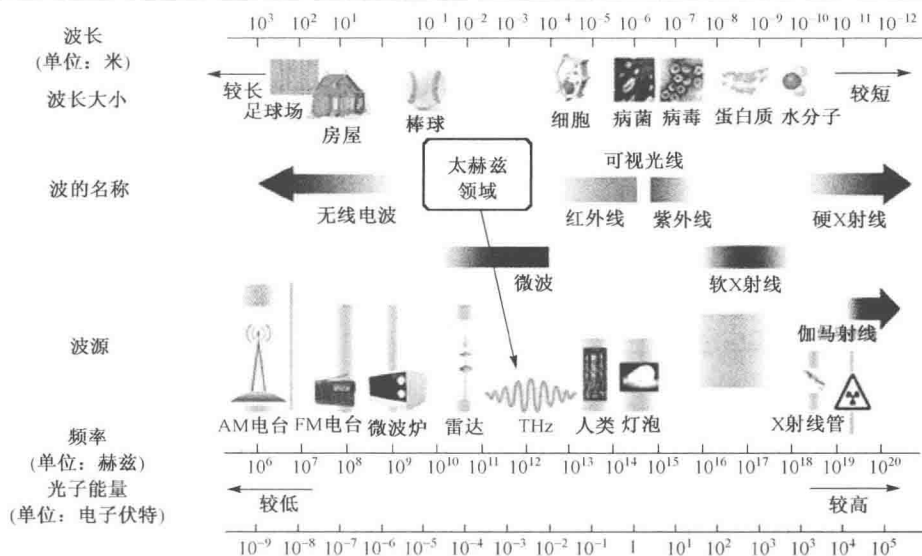 波长
(单位：米)
10³ 10² 10¹ 10⁻¹ 10⁻² 10⁻³ 10⁻⁴ 10⁻⁵ 10⁻⁶ 10⁻⁷ 10⁻⁸ 10⁻⁹ 10⁻¹⁰ 10⁻¹¹ 10⁻¹²
波长大小
较长 较短
足球场 房屋 棒球 细胞 病菌 病毒 蛋白质 水分子
太赫兹
领域
可视光线
波的名称
无线电波 红外线 紫外线 硬X射线
微波 软X射线
伽马射线
波源
AM电台 FM电台 微波炉 雷达 THz 人类 灯泡 X射线管
频率
(单位：赫兹)
10⁶ 10⁷ 10⁸ 10⁹ 10¹⁰ 10¹¹ 10¹² 10¹³ 10¹⁴ 10¹⁵ 10¹⁶ 10¹⁷ 10¹⁸ 10¹⁹ 10²⁰
光子能量
(单位：电子伏特)
较低 较高
10⁻⁹ 10⁻⁸ 10⁻⁷ 10⁻⁶ 10⁻⁵ 10⁻⁴ 10⁻³ 10⁻² 10⁻¹ 1 10¹ 10² 10³ 10⁴ 10⁵